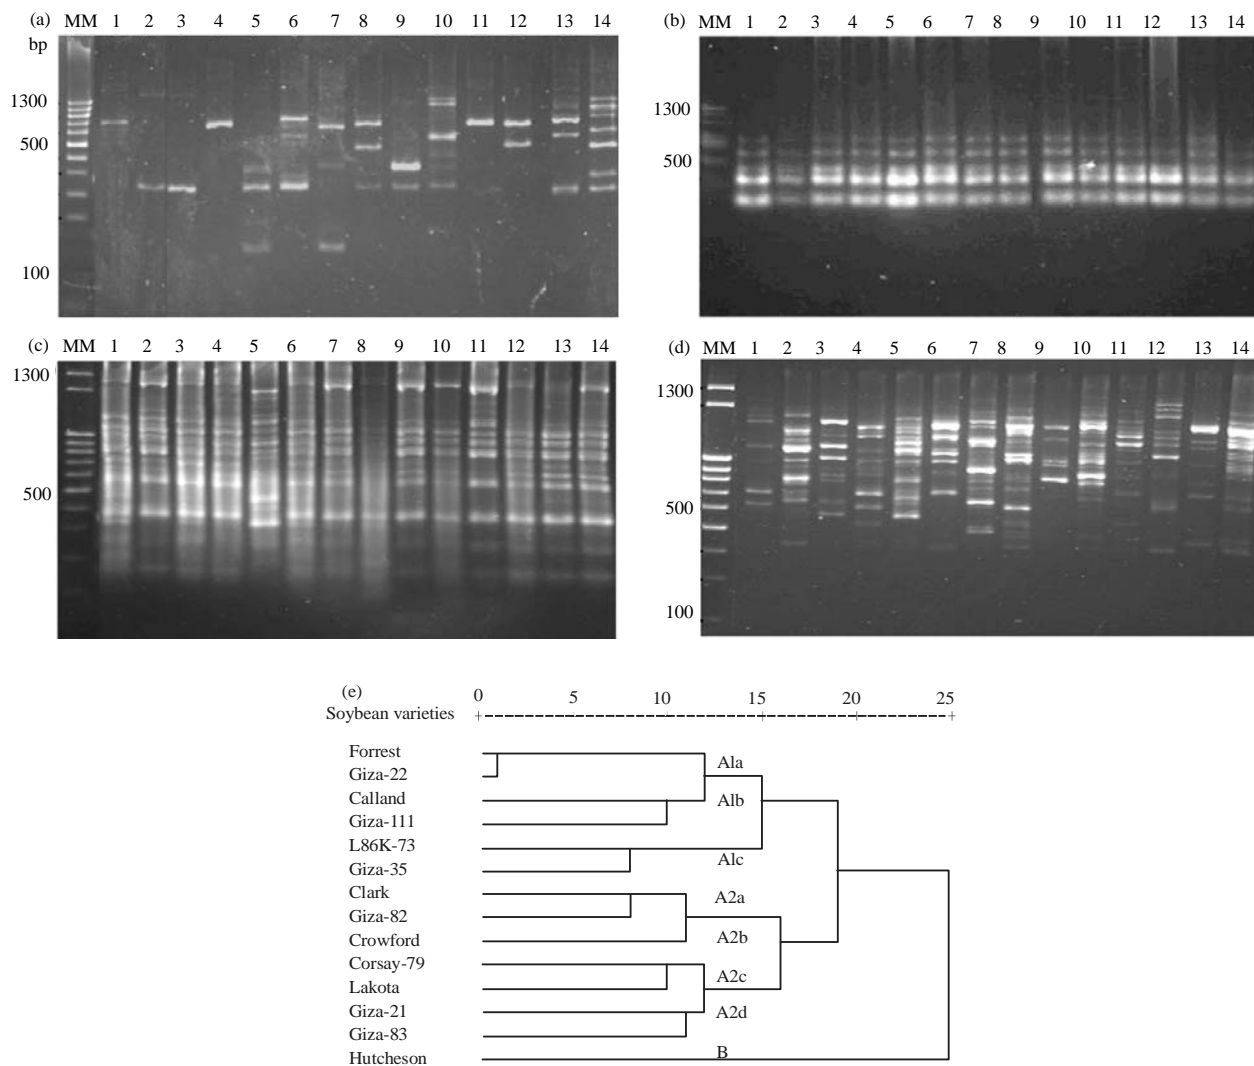 (a) MM 1 2 3 4 5 6 7 8 9 10 11 12 13 14
bp
1300
500
100
(b) MM 1 2 3 4 5 6 7 8 9 10 11 12 13 14
1300
500
(c) MM 1 2 3 4 5 6 7 8 9 10 11 12 13 14
1300
500
(d) MM 1 2 3 4 5 6 7 8 9 10 11 12 13 14
1300
500
100
(e) 0 5 10 15 20 25
Soybean varieties
Forrest
Ala
Giza-22
Calland
Alb
Giza-111
L86K-73
Alc
Giza-35
Clark
A2a
Giza-82
Crowford
A2b
Corsay-79
A2c
Lakota
Giza-21
A2d
Giza-83
Hutcheson
B